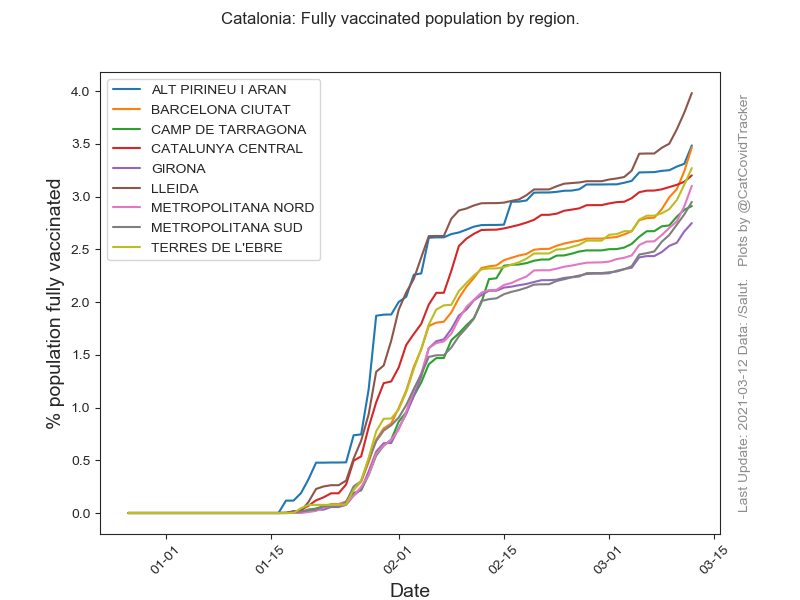 Catalonia: Fully vaccinated population by region.
ALT PIRINEU I ARAN
BARCELONA CIUTAT
CAMP DE TARRAGONA
CATALUNYA CENTRAL
GIRONA
LLEIDA
METROPOLITANA NORD
METROPOLITANA SUD
TERRES DE L'EBRE
% population fully vaccinated
4.0
3.5
3.0
2.5
2.0
1.5
1.0
0.5
0.0
01-01
01-15
02-01
02-15
03-01
03-15
Date
Last Update: 2021-03-12 Data: /Salut Plots by @CatCovidTracker